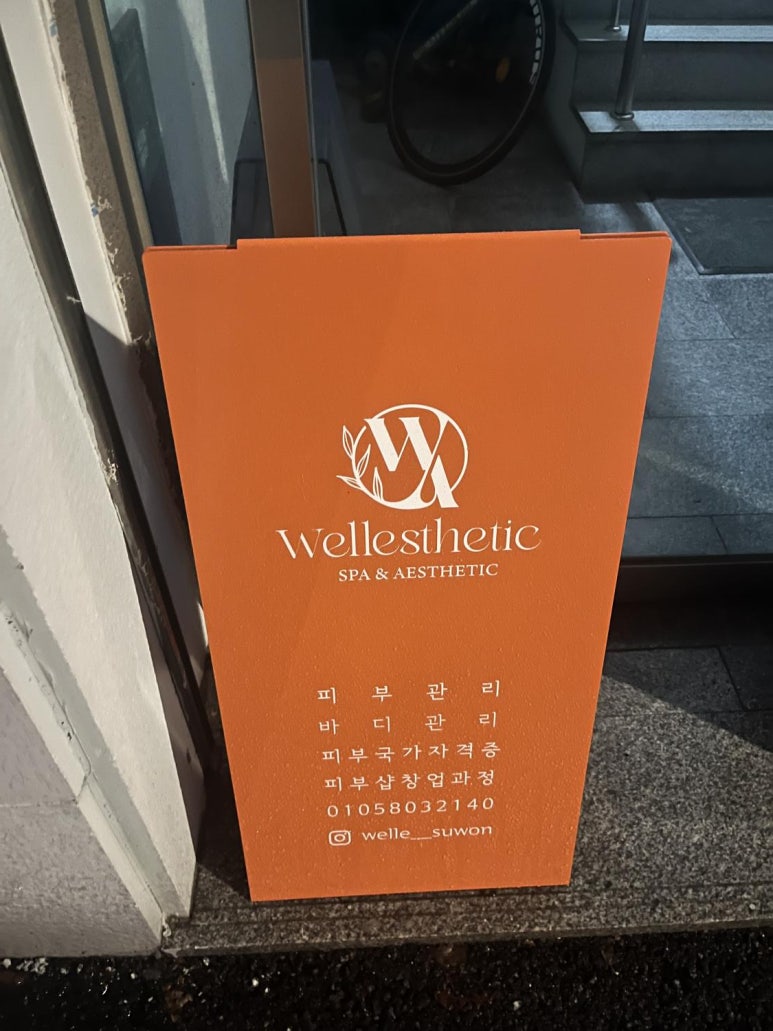 WA
Wellesthetic
SPA & AESTHETIC
피부관리
바디관리
피부국가자격증
피부샵창업과정
01058032140
welle__suwon